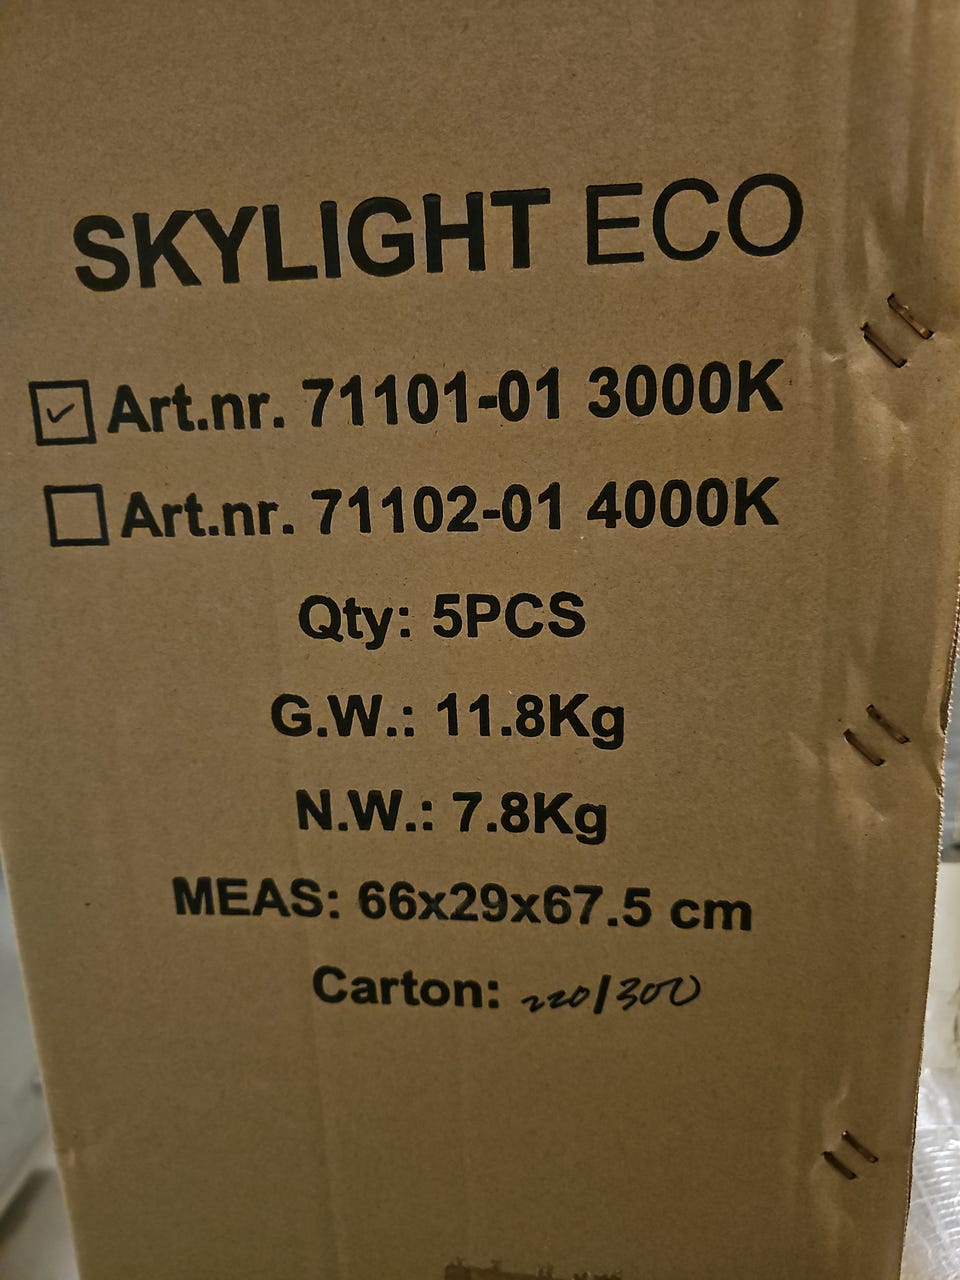 SKYLIGHT ECO
Art.nr. 71101-01 3000K
Art.nr. 71102-01 4000K
Qty: 5PCS
G.W.: 11.8Kg
N.W.: 7.8Kg
MEAS: 66x29x67.5 cm
Carton: 220/300